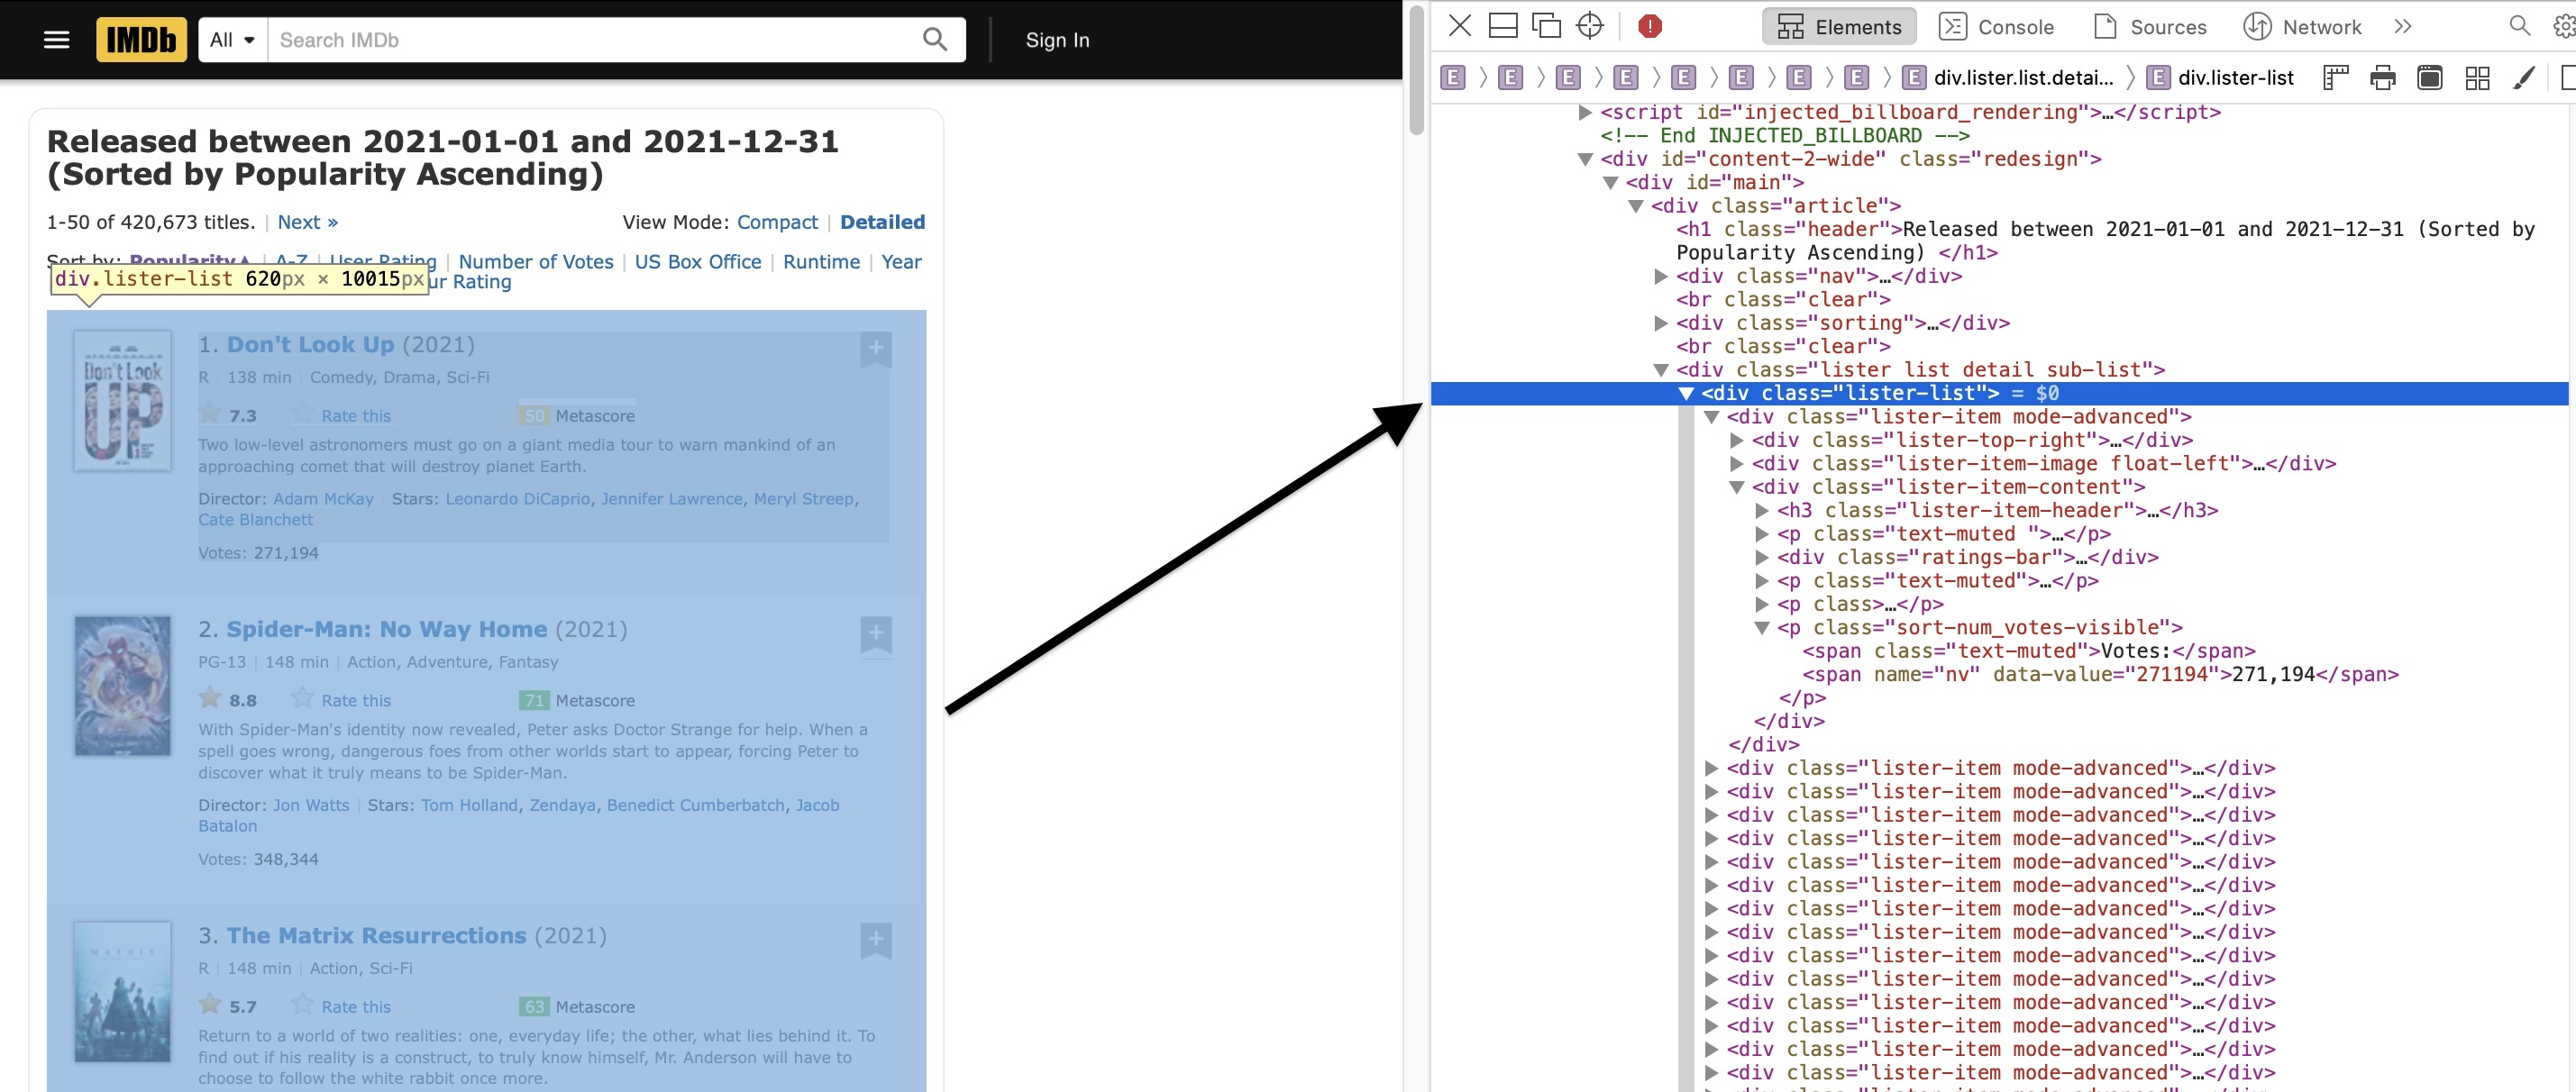 IMDb All Search IMDb Sign In
Released between 2021-01-01 and 2021-12-31
(Sorted by Popularity Ascending)
1-50 of 420,673 titles. | Next »
View Mode: Compact | Detailed
Sort by: Popularity▲ | A-Z | User Rating | Number of Votes | US Box Office | Runtime | Year
div.lister-list 620px × 10015px
ur Rating
Don't Look
UP
1. Don't Look Up (2021)
R | 138 min | Comedy, Drama, Sci-Fi
7.3 Rate this 50 Metascore
Two low-level astronomers must go on a giant media tour to warn mankind of an
approaching comet that will destroy planet Earth.
Director: Adam McKay | Stars: Leonardo DiCaprio, Jennifer Lawrence, Meryl Streep,
Cate Blanchett
Votes: 271,194
2. Spider-Man: No Way Home (2021)
PG-13 | 148 min | Action, Adventure, Fantasy
8.8 Rate this 71 Metascore
With Spider-Man's identity now revealed, Peter asks Doctor Strange for help. When a
spell goes wrong, dangerous foes from other worlds start to appear, forcing Peter to
discover what it truly means to be Spider-Man.
Director: Jon Watts | Stars: Tom Holland, Zendaya, Benedict Cumberbatch, Jacob
Batalon
Votes: 348,344
MATRIX
3. The Matrix Resurrections (2021)
R | 148 min | Action, Sci-Fi
5.7 Rate this 63 Metascore
Return to a world of two realities: one, everyday life; the other, what lies behind it. To
find out if his reality is a construct, to truly know himself, Mr. Anderson will have to
choose to follow the white rabbit once more.
Elements Console Sources Network
E E E E E E E E E div.lister.list.detai... E div.lister-list
<script id="injected_billboard_rendering">…</script>
<!-- End INJECTED_BILLBOARD -->
<div id="content-2-wide" class="redesign">
<div id="main">
<div class="article">
<h1 class="header">Released between 2021-01-01 and 2021-12-31 (Sorted by
Popularity Ascending) </h1>
<div class="nav">…</div>
<br class="clear">
<div class="sorting">…</div>
<br class="clear">
<div class="lister list detail sub-list">
<div class="lister-list"> = $0
<div class="lister-item mode-advanced">
<div class="lister-top-right">…</div>
<div class="lister-item-image float-left">…</div>
<div class="lister-item-content">
<h3 class="lister-item-header">…</h3>
<p class="text-muted ">…</p>
<div class="ratings-bar">…</div>
<p class="text-muted">…</p>
<p class>…</p>
<p class="sort-num_votes-visible">
<span class="text-muted">Votes:</span>
<span name="nv" data-value="271194">271,194</span>
</p>
</div>
</div>
<div class="lister-item mode-advanced">…</div>
<div class="lister-item mode-advanced">…</div>
<div class="lister-item mode-advanced">…</div>
<div class="lister-item mode-advanced">…</div>
<div class="lister-item mode-advanced">…</div>
<div class="lister-item mode-advanced">…</div>
<div class="lister-item mode-advanced">…</div>
<div class="lister-item mode-advanced">…</div>
<div class="lister-item mode-advanced">…</div>
<div class="lister-item mode-advanced">…</div>
<div class="lister-item mode-advanced">…</div>
<div class="lister-item mode-advanced">…</div>
<div class="lister-item mode-advanced">…</div>
<div class="lister-item mode-advanced">…</div>